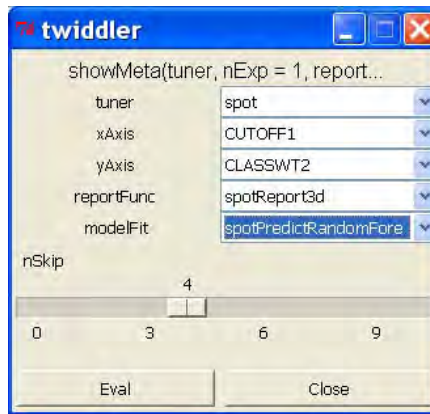 twiddler
showMeta(tuner, nExp = 1, report...
tuner spot
xAxis CUTOFF1
yAxis CLASSWT2
reportFunc spotReport3d
modelFit spotPredictRandomFore
nSkip
4
0 3 6 9
Eval Close